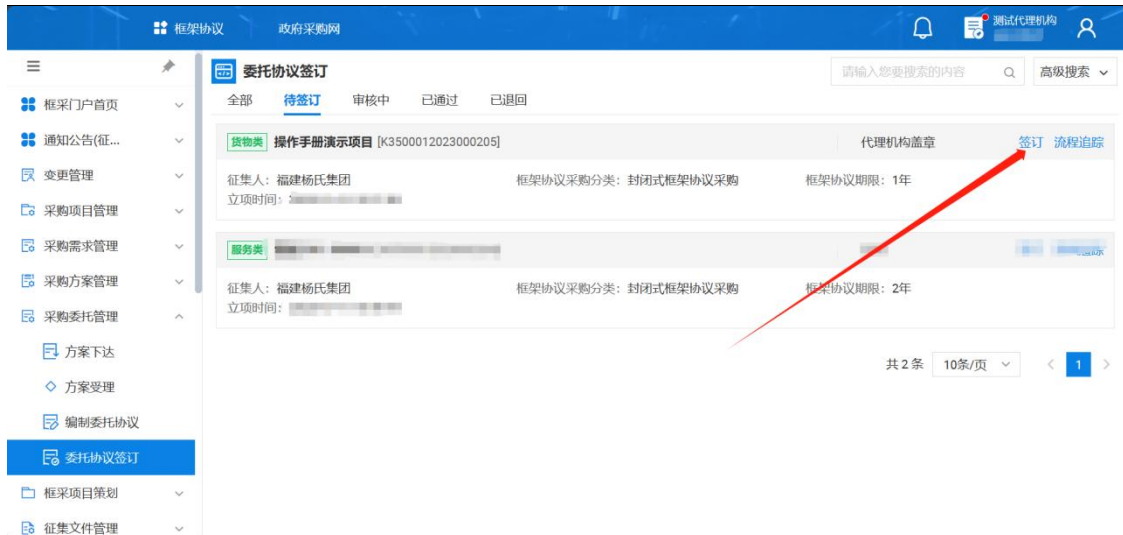 框架协议 政府采购网 测试代理机构
委托协议签订 请输入您要搜索的内容 高级搜索
框采门户首页
全部 待签订 审核中 已通过 已退回
通知公告(征...
货物类 操作手册演示项目 [K3500012023000205] 代理机构盖章 签订 流程追踪
变更管理
征集人：福建杨氏集团 框架协议采购分类：封闭式框架协议采购 框架协议期限：1年
立项时间：
采购项目管理
采购需求管理
服务类
采购方案管理
征集人：福建杨氏集团 框架协议采购分类：封闭式框架协议采购 框架协议期限：2年
立项时间：
采购委托管理
方案下达
共2条 10条/页 1
方案受理
编制委托协议
委托协议签订
框采项目策划
征集文件管理